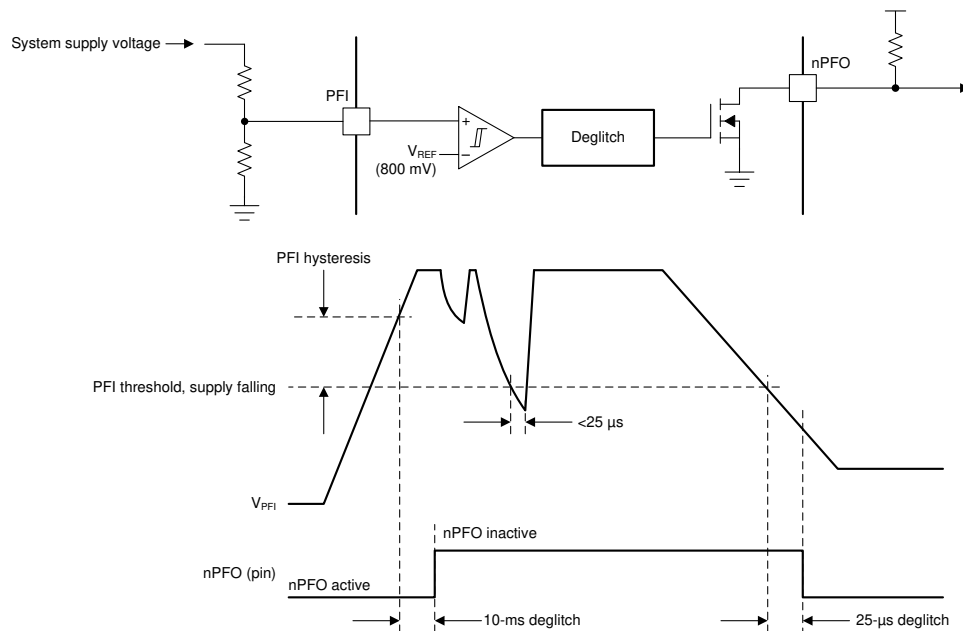 System supply voltage
PFI
nPFO
+
VREF
(800 mV)
−
Deglitch
PFI hysteresis
PFI threshold, supply falling
<25 µs
VPFI
nPFO inactive
nPFO (pin)
nPFO active
10-ms deglitch
25-µs deglitch